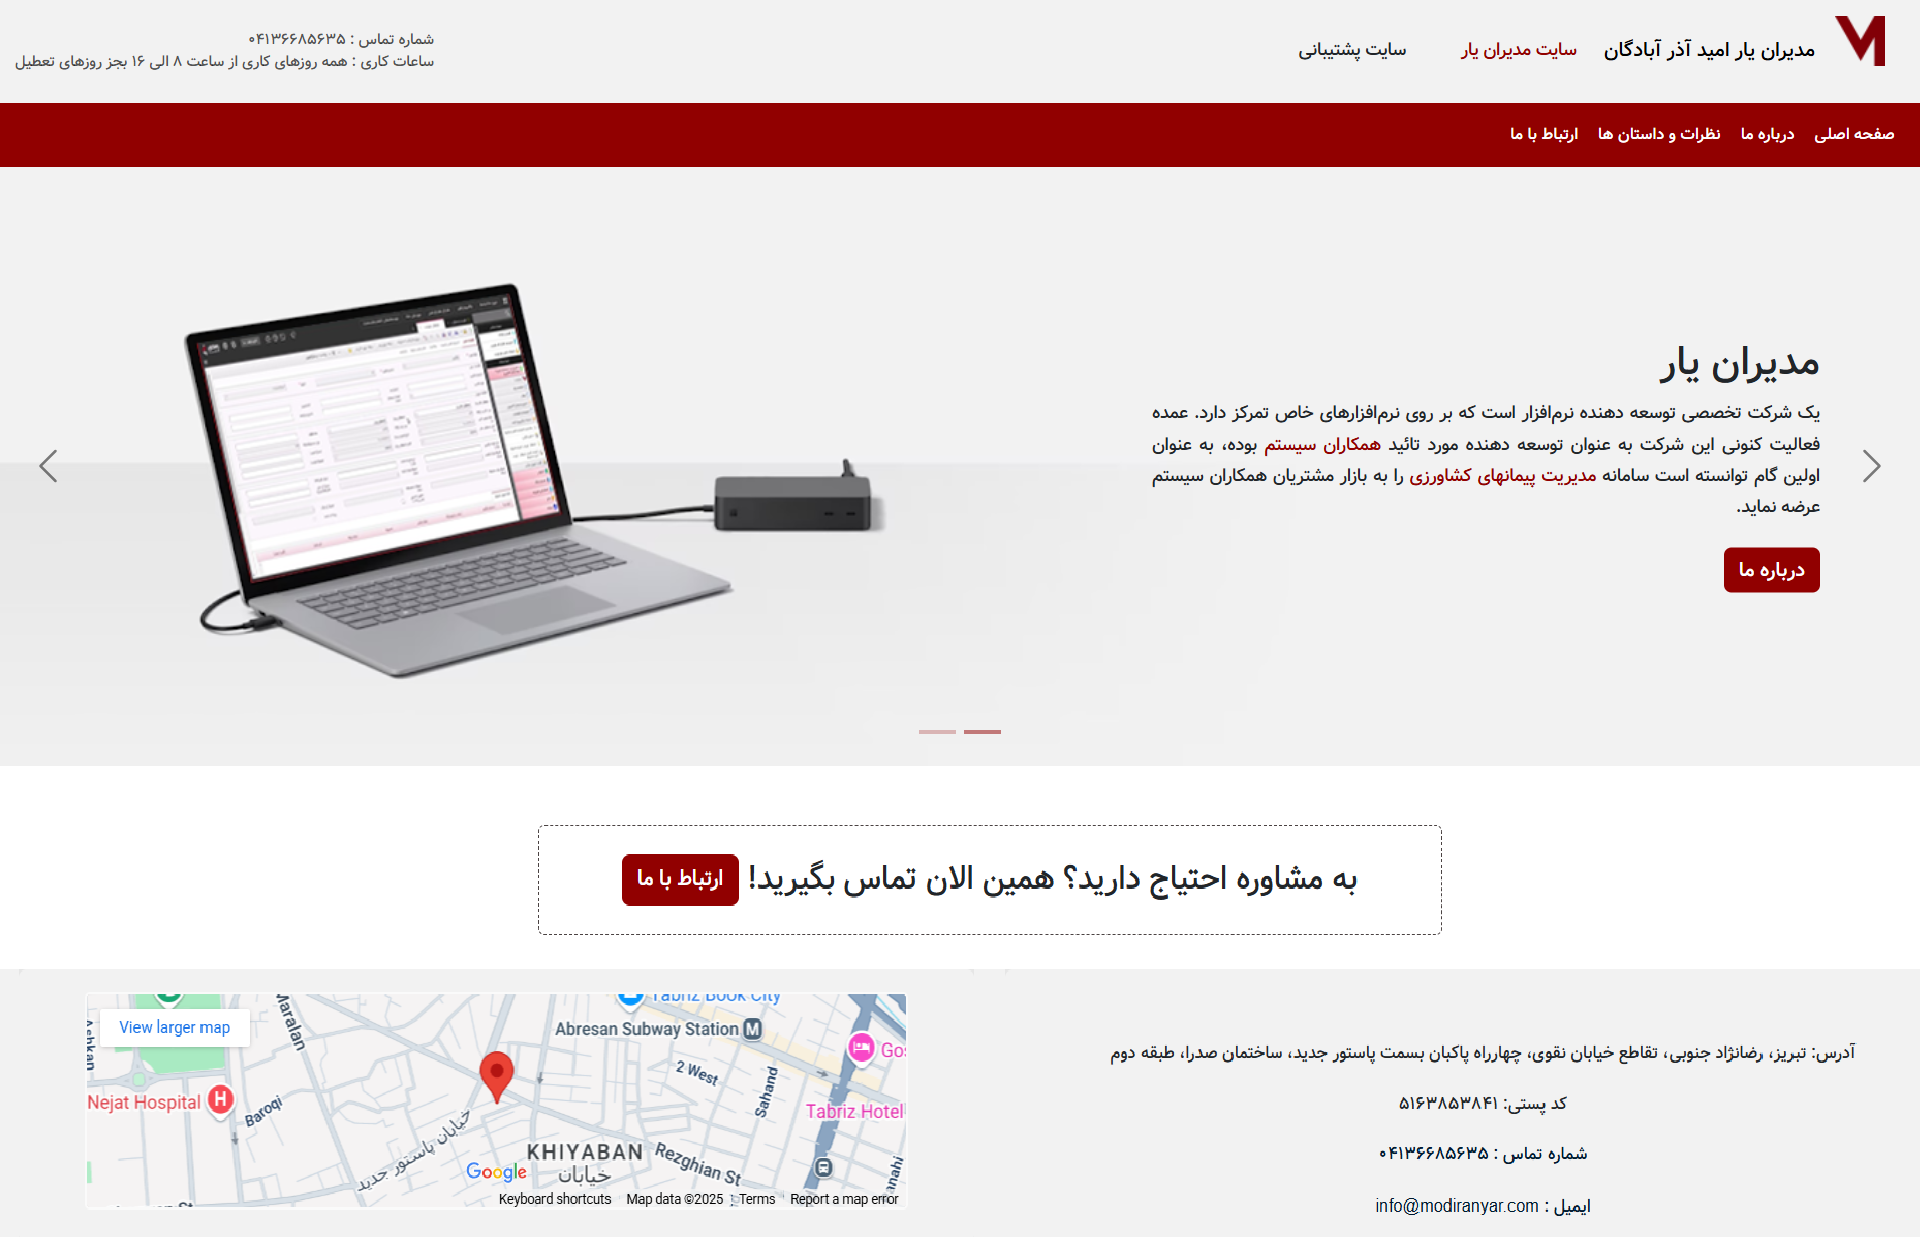 مدیران یار امید آذر آبادگان
سایت مدیران یار
سایت پشتیبانی
شماره تماس : ۰۴۱۳۶۶۸۵۶۳۵
ساعات کاری : همه روزهای کاری از ساعت ۸ الی ۱۶ بجز روزهای تعطیل
صفحه اصلی
درباره ما
نظرات و داستان ها
ارتباط با ما
مدیران یار
یک شرکت تخصصی توسعه دهنده نرم‌افزار است که بر روی نرم‌افزارهای خاص تمرکز دارد. عمده
فعالیت کنونی این شرکت به عنوان توسعه دهنده مورد تائید همکاران سیستم بوده، به عنوان
اولین گام توانسته است سامانه مدیریت پیمانهای کشاورزی را به بازار مشتریان همکاران سیستم
عرضه نماید.
درباره ما
به مشاوره احتیاج دارید؟ همین الان تماس بگیرید!
ارتباط با ما
آدرس: تبریز، رضانژاد جنوبی، تقاطع خیابان نقوی، چهارراه پاکبان بسمت پاستور جدید، ساختمان صدرا، طبقه دوم
کد پستی: ۵۱۶۳۸۵۳۸۴۱
شماره تماس : ۰۴۱۳۶۶۸۵۶۳۵
ایمیل : info@modiranyar.com
View larger map
Maralan
Tabriz Book City
Abresan Subway Station
2 West
Sahand
Nejat Hospital
Baroqi
Tabriz Hotel
خیابان پاستور جدید
KHIYABAN
خیابان
Rezghian St
Google
Keyboard shortcuts
Map data ©2025
Terms
Report a map error